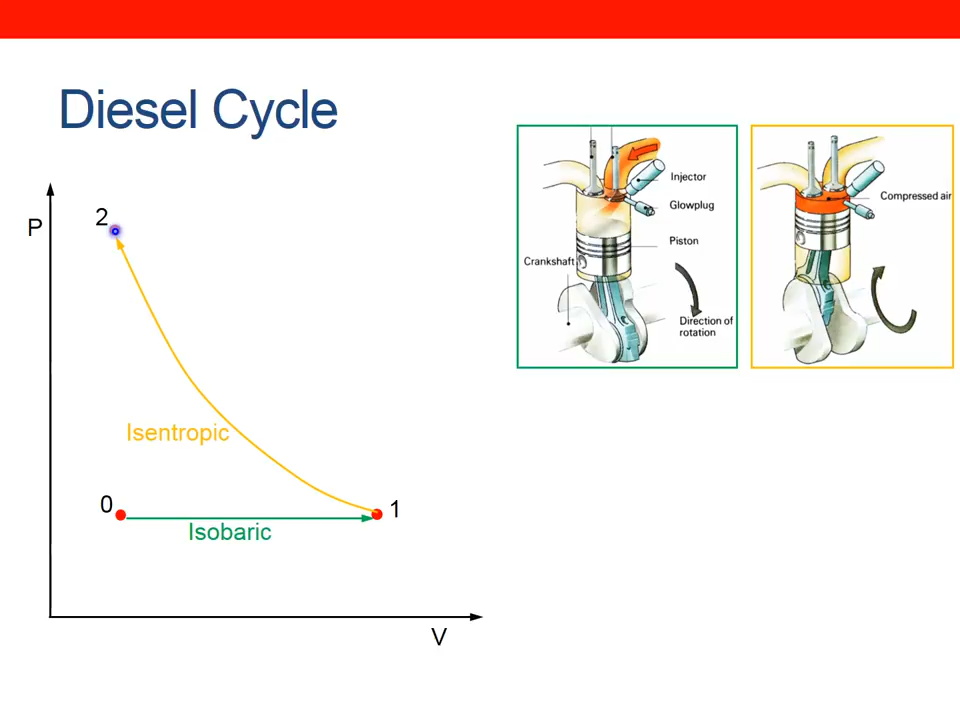 Diesel Cycle
P
2
Isentropic
0
1
Isobaric
V
Injector
Glowplug
Piston
Crankshaft
Direction of
rotation
Compressed air